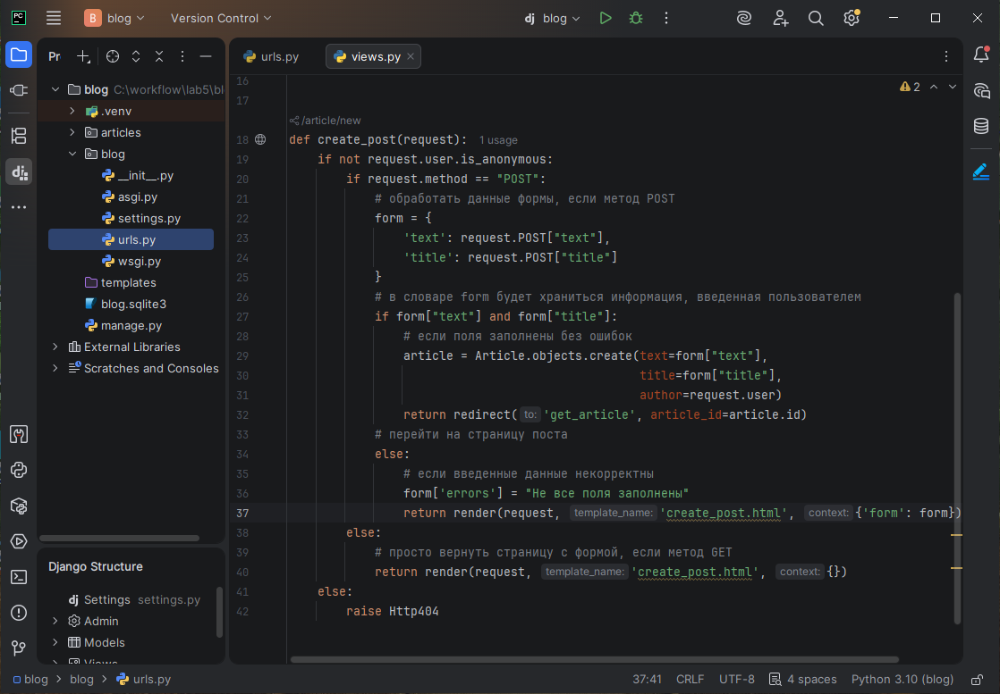 PC
B blog Version Control dj blog
Pr
urls.py views.py
blog C:\workflow\lab5\bl
.venv
articles
blog
__init__.py
asgi.py
settings.py
urls.py
wsgi.py
templates
blog.sqlite3
manage.py
External Libraries
Scratches and Consoles
Django Structure
dj Settings settings.py
Admin
Models
Views
2
16
17
/article/new
18 def create_post(request): 1 usage
19 if not request.user.is_anonymous:
20 if request.method == "POST":
21 # обработать данные формы, если метод POST
22 form = {
23 'text': request.POST["text"],
24 'title': request.POST["title"]
25 }
26 # в словаре form будет храниться информация, введенная пользователем
27 if form["text"] and form["title"]:
28 # если поля заполнены без ошибок
29 article = Article.objects.create(text=form["text"],
30 title=form["title"],
31 author=request.user)
32 return redirect( to: 'get_article', article_id=article.id)
33 # перейти на страницу поста
34 else:
35 # если введенные данные некорректны
36 form['errors'] = "Не все поля заполнены"
37 return render(request, template_name: 'create_post.html', context: {'form': form})
38 else:
39 # просто вернуть страницу с формой, если метод GET
40 return render(request, template_name: 'create_post.html', context: {})
41 else:
42 raise Http404
blog blog urls.py 37:41 CRLF UTF-8 4 spaces Python 3.10 (blog)